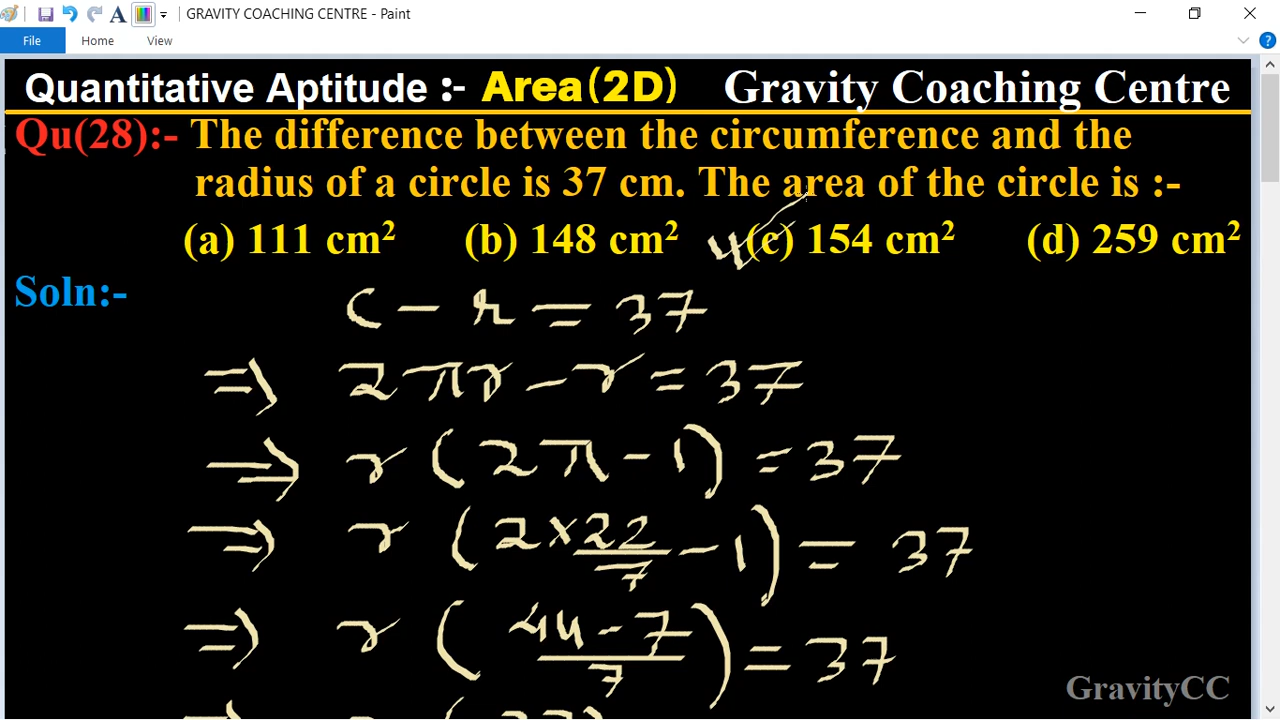 GRAVITY COACHING CENTRE - Paint
File Home View
Quantitative Aptitude :- Area(2D) Gravity Coaching Centre
Qu(28):- The difference between the circumference and the
radius of a circle is 37 cm. The area of the circle is :-
(a) 111 cm² (b) 148 cm² (c) 154 cm² (d) 259 cm²
Soln:-
C - r = 37
=> 2πr - r = 37
=> r (2π - 1) = 37
=> r (2 × 22/7 - 1) = 37
=> r (44 - 7/7) = 37
GravityCC